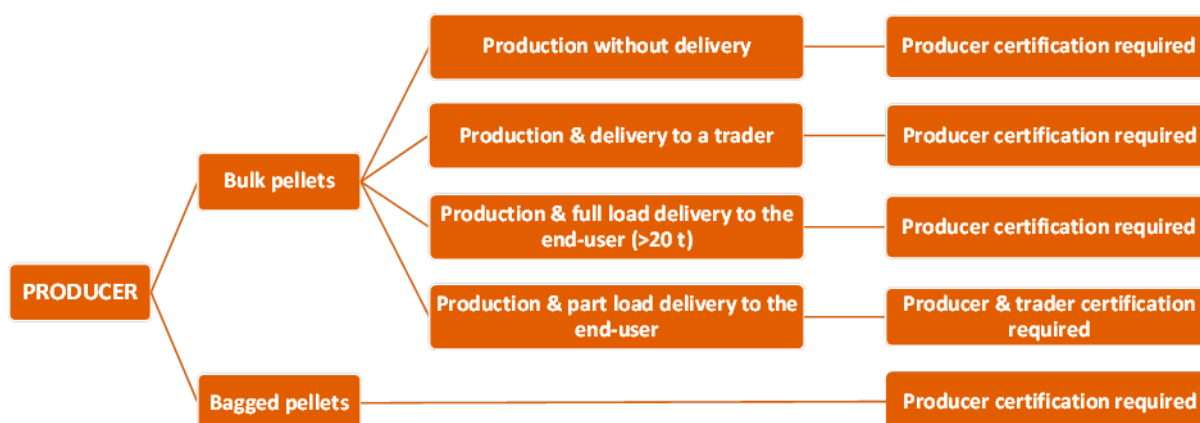 Production without delivery
Producer certification required
Production & delivery to a trader
Producer certification required
Bulk pellets
Production & full load delivery to the
end-user (>20 t)
Producer certification required
PRODUCER
Production & part load delivery to the
end-user
Producer & trader certification
required
Bagged pellets
Producer certification required